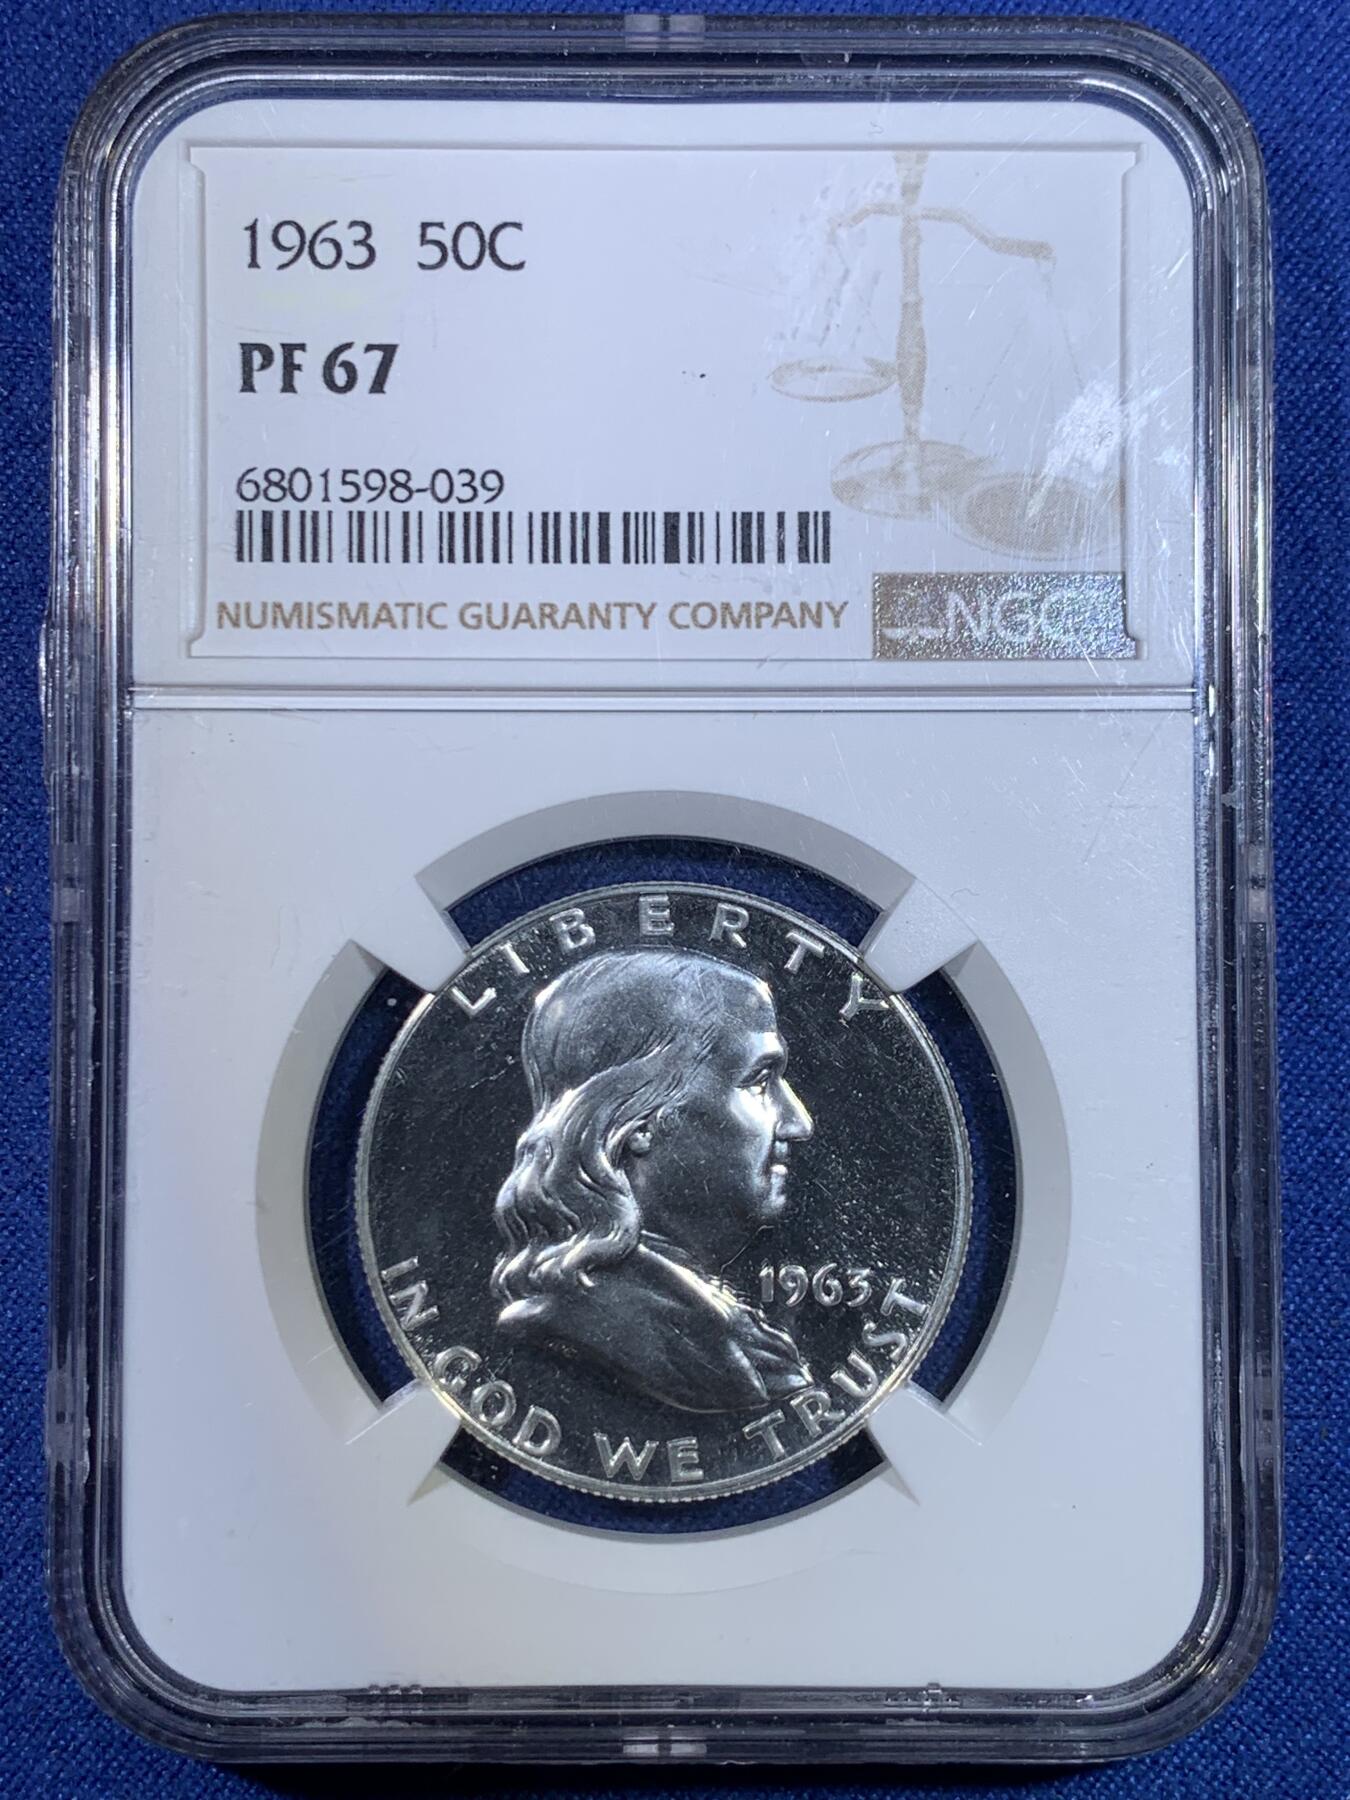 1963 50C
PF 67
6801598-039
NUMISMATIC GUARANTY COMPANY
NGC
LIBERTY
1963
IN GOD WE TRUST